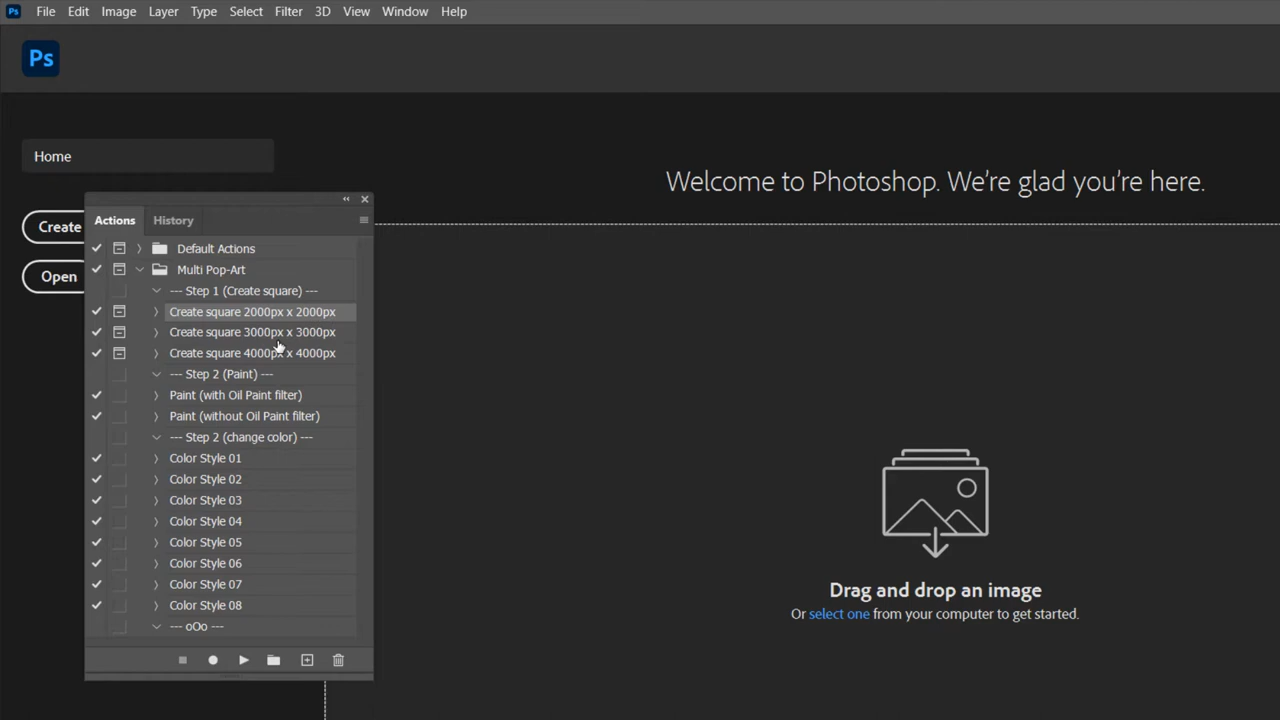 Ps File Edit Image Layer Type Select Filter 3D View Window Help
Ps
Home
Welcome to Photoshop. We're glad you're here.
Create
Open
Actions History
Default Actions
Multi Pop-Art
--- Step 1 (Create square) ---
Create square 2000px x 2000px
Create square 3000px x 3000px
Create square 4000px x 4000px
--- Step 2 (Paint) ---
Paint (with Oil Paint filter)
Paint (without Oil Paint filter)
--- Step 2 (change color) ---
Color Style 01
Color Style 02
Color Style 03
Color Style 04
Color Style 05
Color Style 06
Color Style 07
Color Style 08
--- oOo ---
Drag and drop an image
Or select one from your computer to get started.